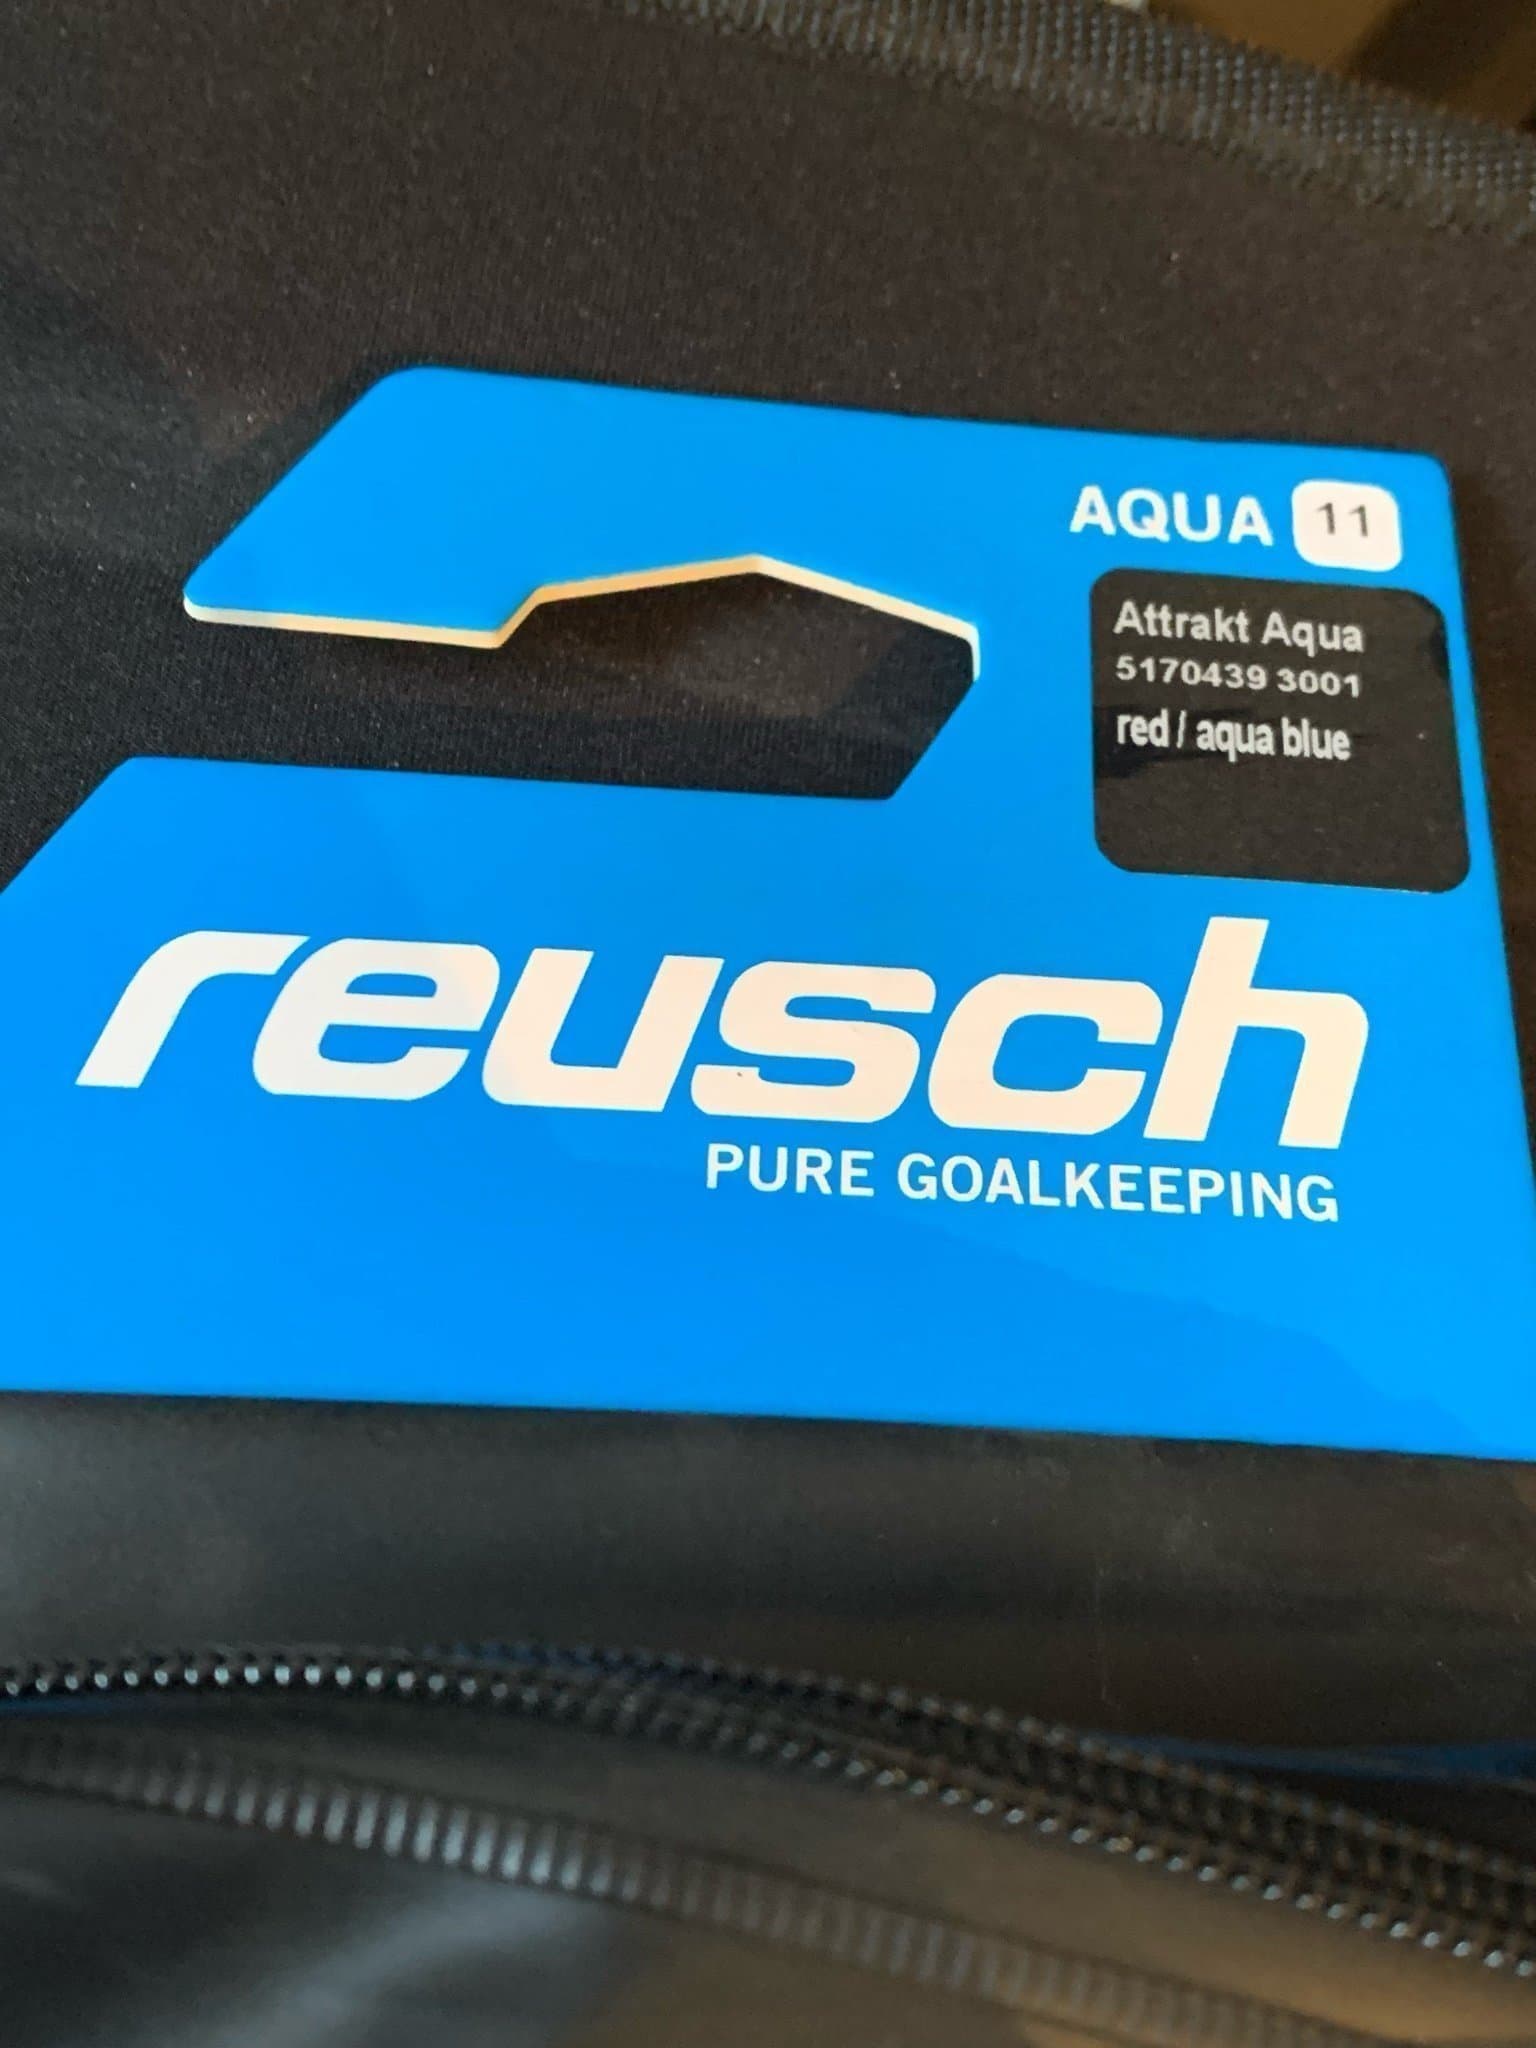 AQUA 11
Attrakt Aqua
5170439 3001
red / aqua blue
reusch
PURE GOALKEEPING